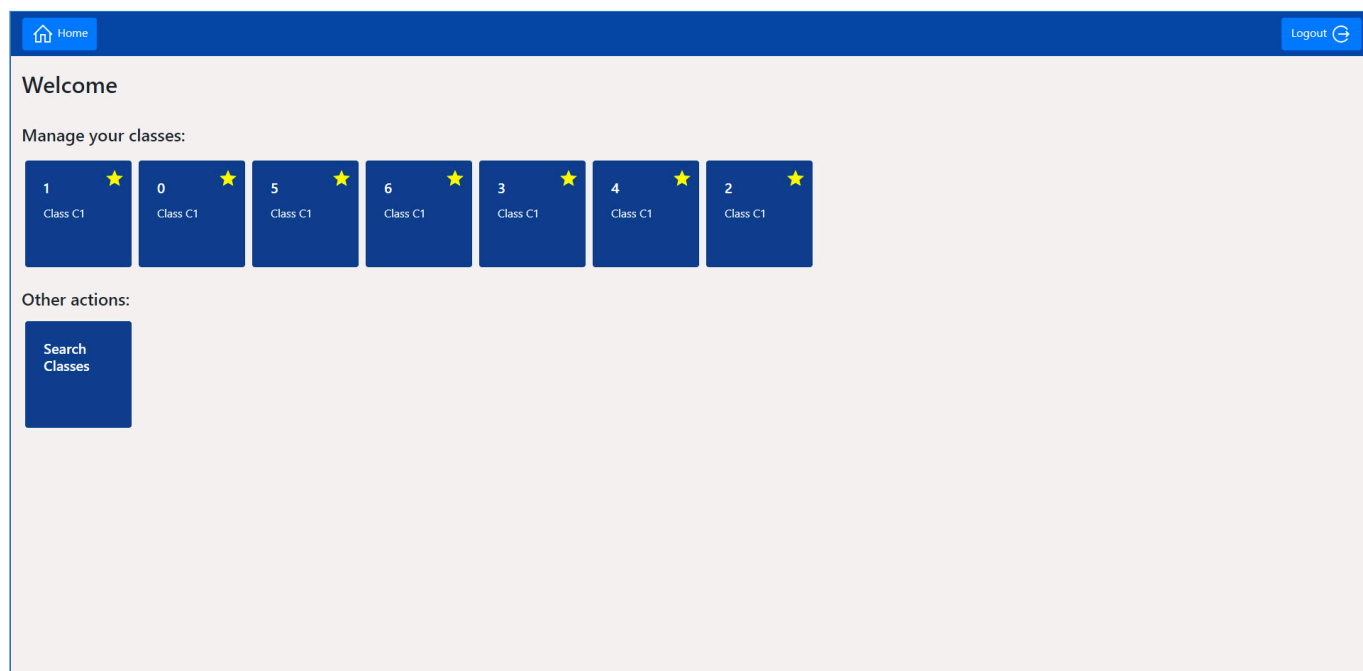 Home
Logout
Welcome
Manage your classes:
1
Class C1
0
Class C1
5
Class C1
6
Class C1
3
Class C1
4
Class C1
2
Class C1
Other actions:
Search
Classes